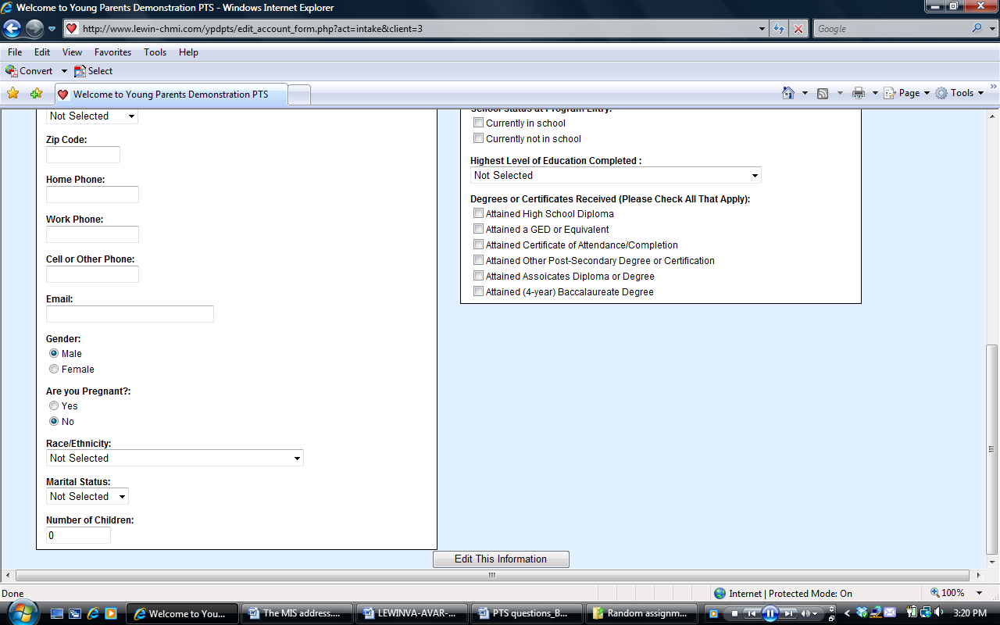 Welcome to Young Parents Demonstration PTS - Windows Internet Explorer
http://www.lewin-chmi.com/ypdpts/edit_account_form.php?act=intake&client=3
Google
File Edit View Favorites Tools Help
Convert Select
Welcome to Young Parents Demonstration PTS
Page Tools
Not Selected
Zip Code:
Home Phone:
Work Phone:
Cell or Other Phone:
Email:
Gender:
Male
Female
Are you Pregnant?:
Yes
No
Race/Ethnicity:
Not Selected
Marital Status:
Not Selected
Number of Children:
0
School Status at Program Entry:
Currently in school
Currently not in school
Highest Level of Education Completed :
Not Selected
Degrees or Certificates Received (Please Check All That Apply):
Attained High School Diploma
Attained a GED or Equivalent
Attained Certificate of Attendance/Completion
Attained Other Post-Secondary Degree or Certification
Attained Assoicates Diploma or Degree
Attained (4-year) Baccalaureate Degree
Edit This Information
Done
Internet | Protected Mode: On
100%
Welcome to You...
The MIS address....
LEWINVA-AVAR-...
PTS questions_B...
Random assignm...
3:20 PM